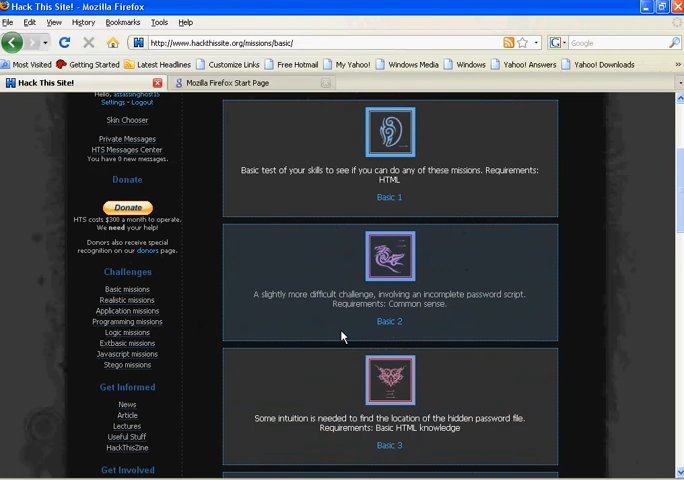 Hack This Site! - Mozilla Firefox
File Edit View History Bookmarks Tools Help
http://www.hackthissite.org/missions/basic/
Google
Most Visited Getting Started Latest Headlines Customize Links Free Hotmail My Yahoo! Windows Media Windows Yahoo! Answers Yahoo! Downloads
Hack This Site!
Mozilla Firefox Start Page
Settings - Logout
Skin Chooser
Private Messages
HTS Messages Center
You have 0 new messages.
Donate
Donate
HTS costs $300 a month to operate.
We need your help!
Donors also receive special
recognition on our donors page.
Challenges
Basic missions
Realistic missions
Application missions
Programming missions
Logic missions
Extbasic missions
Javascript missions
Stego missions
Get Informed
News
Article
Lectures
Useful Stuff
HackThisZine
Get Involved
Basic test of your skills to see if you can do any of these missions. Requirements:
HTML
Basic 1
二
A slightly more difficult challenge, involving an incomplete password script.
Requirements: Common sense.
Basic 2
三
Some intuition is needed to find the location of the hidden password file.
Requirements: Basic HTML knowledge
Basic 3